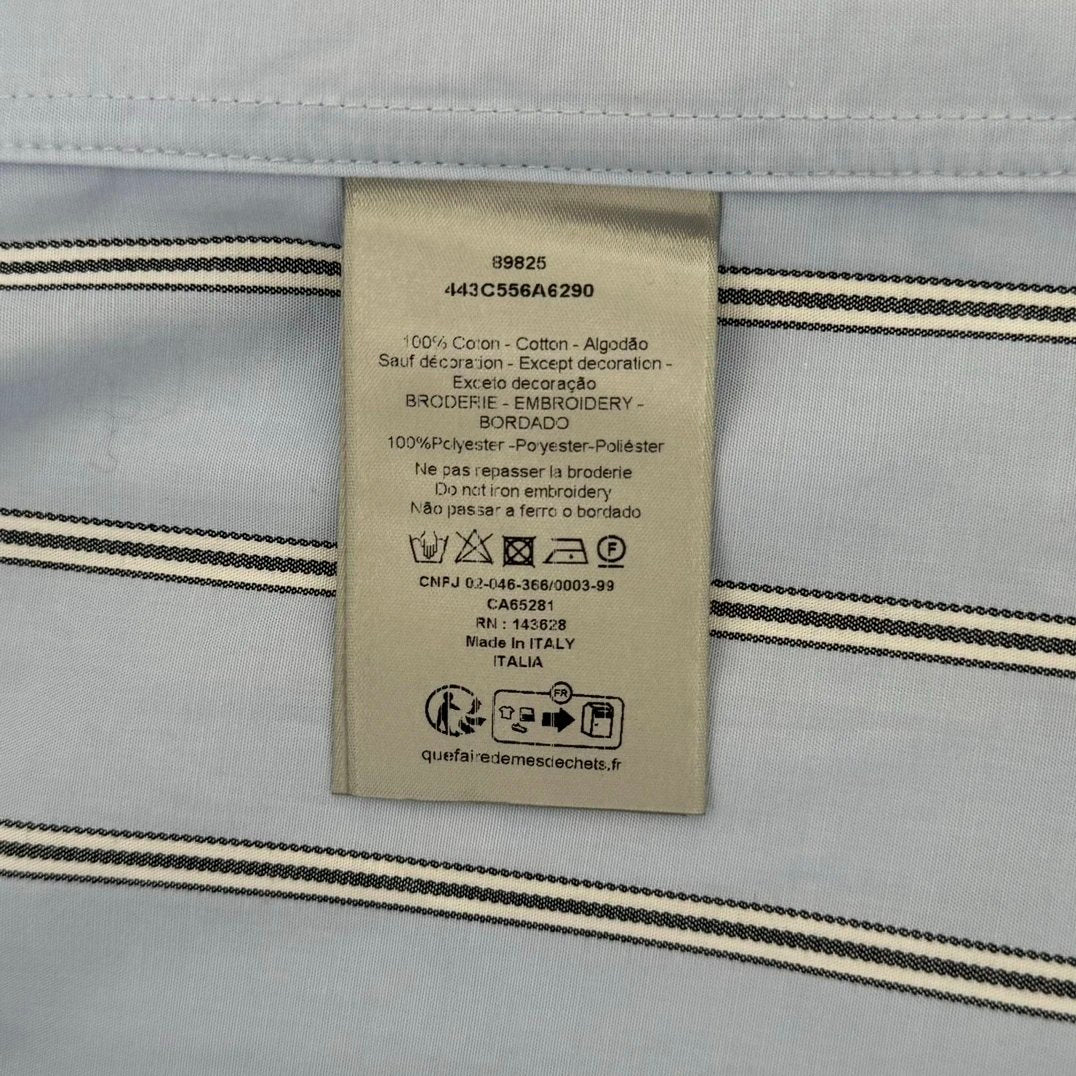 89825
443C556A6290
100% Coton - Cotton - Algodão
Sauf décoration - Except decoration -
Exceto decoração
BRODERIE - EMBROIDERY -
BORDADO
100%Polyester -Polyester-Poliéster
Ne pas repasser la broderie
Do not iron embroidery
Não passar a ferro o bordado
F
CNPJ 02-046-366/0003-99
CA65281
RN : 143628
Made In ITALY
ITALIA
FR
quefairedemesdechets.fr